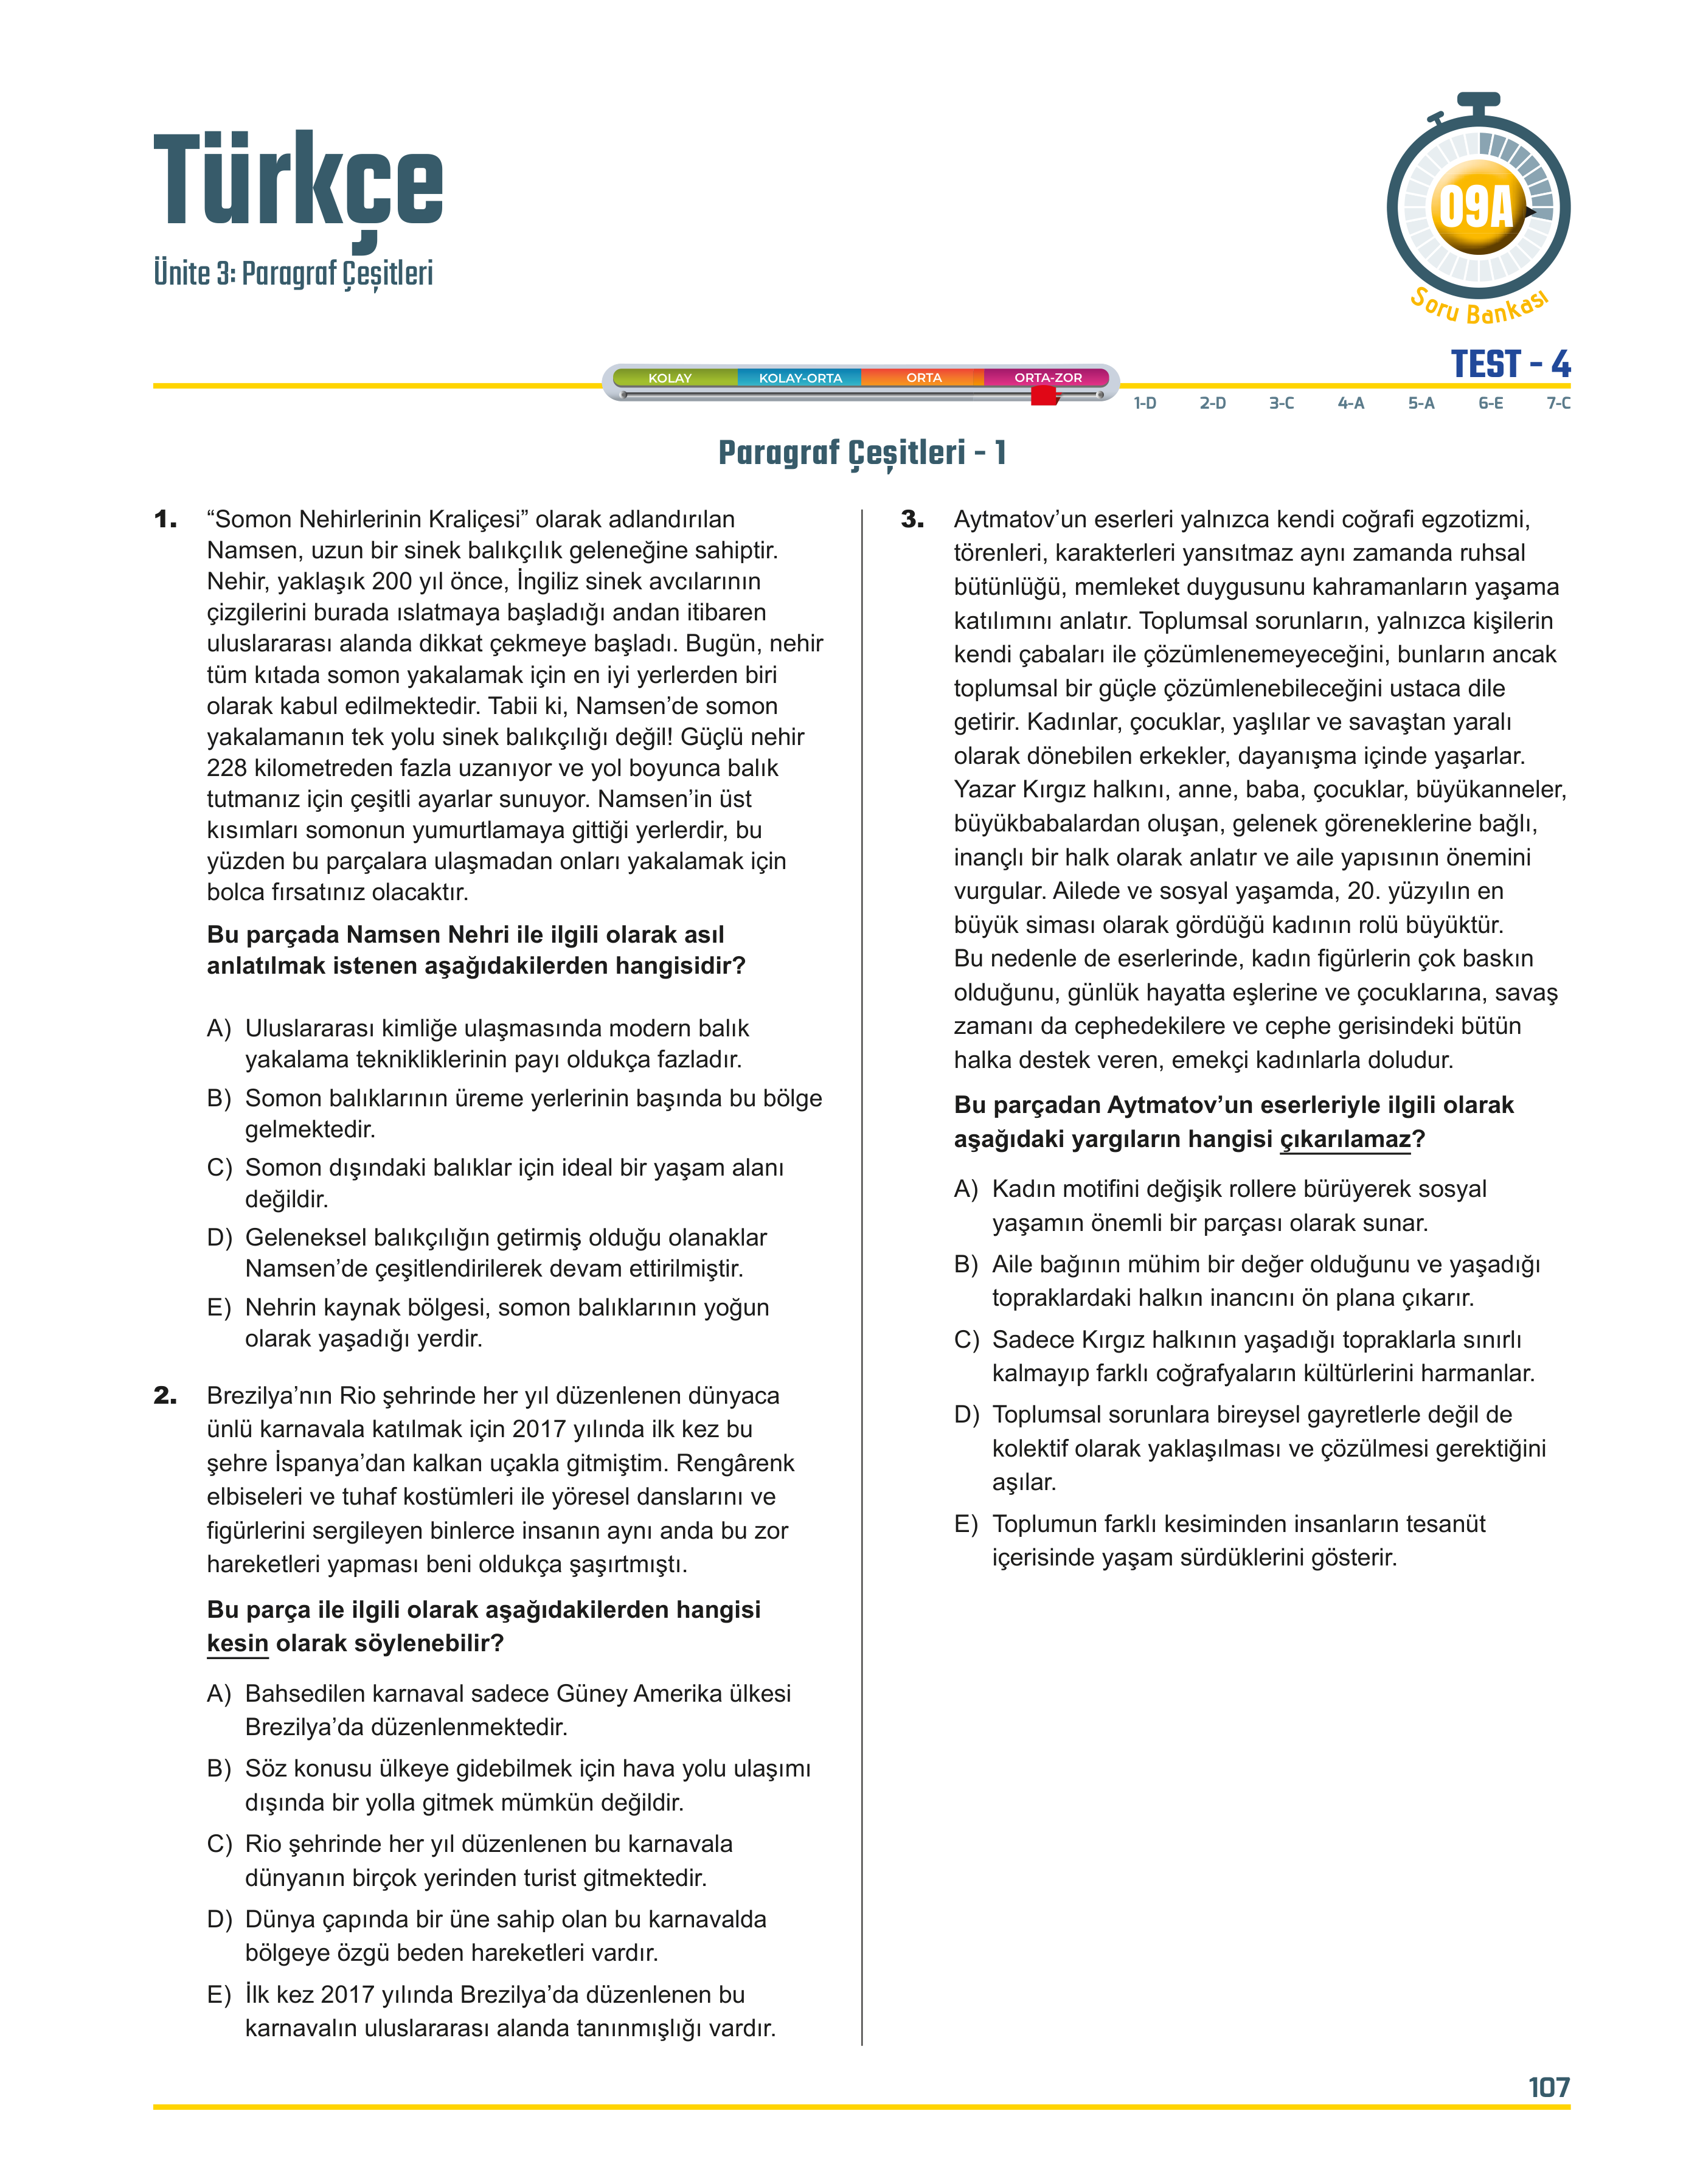 Türkçe
Ünite 3: Paragraf Çeşitleri
09A
Soru Bankası
TEST - 4
KOLAY KOLAY-ORTA ORTA ORTA-ZOR
1-D 2-D 3-C 4-A 5-A 6-E 7-C
Paragraf Çeşitleri - 1
1. “Somon Nehirlerinin Kraliçesi” olarak adlandırılan
Namsen, uzun bir sinek balıkçılık geleneğine sahiptir.
Nehir, yaklaşık 200 yıl önce, İngiliz sinek avcılarının
çizgilerini burada ıslatmaya başladığı andan itibaren
uluslararası alanda dikkat çekmeye başladı. Bugün, nehir
tüm kıtada somon yakalamak için en iyi yerlerden biri
olarak kabul edilmektedir. Tabii ki, Namsen’de somon
yakalamanın tek yolu sinek balıkçılığı değil! Güçlü nehir
228 kilometreden fazla uzanıyor ve yol boyunca balık
tutmanız için çeşitli ayarlar sunuyor. Namsen’in üst
kısımları somonun yumurtlamaya gittiği yerlerdir, bu
yüzden bu parçalara ulaşmadan onları yakalamak için
bolca fırsatınız olacaktır.
Bu parçada Namsen Nehri ile ilgili olarak asıl
anlatılmak istenen aşağıdakilerden hangisidir?
A) Uluslararası kimliğe ulaşmasında modern balık
yakalama teknikliklerinin payı oldukça fazladır.
B) Somon balıklarının üreme yerlerinin başında bu bölge
gelmektedir.
C) Somon dışındaki balıklar için ideal bir yaşam alanı
değildir.
D) Geleneksel balıkçılığın getirmiş olduğu olanaklar
Namsen’de çeşitlendirilerek devam ettirilmiştir.
E) Nehrin kaynak bölgesi, somon balıklarının yoğun
olarak yaşadığı yerdir.
2. Brezilya’nın Rio şehrinde her yıl düzenlenen dünyaca
ünlü karnavala katılmak için 2017 yılında ilk kez bu
şehre İspanya’dan kalkan uçakla gitmiştim. Rengârenk
elbiseleri ve tuhaf kostümleri ile yöresel danslarını ve
figürlerini sergileyen binlerce insanın aynı anda bu zor
hareketleri yapması beni oldukça şaşırtmıştı.
Bu parça ile ilgili olarak aşağıdakilerden hangisi
kesin olarak söylenebilir?
A) Bahsedilen karnaval sadece Güney Amerika ülkesi
Brezilya’da düzenlenmektedir.
B) Söz konusu ülkeye gidebilmek için hava yolu ulaşımı
dışında bir yolla gitmek mümkün değildir.
C) Rio şehrinde her yıl düzenlenen bu karnavala
dünyanın birçok yerinden turist gitmektedir.
D) Dünya çapında bir üne sahip olan bu karnavalda
bölgeye özgü beden hareketleri vardır.
E) İlk kez 2017 yılında Brezilya’da düzenlenen bu
karnavalın uluslararası alanda tanınmışlığı vardır.
3. Aytmatov’un eserleri yalnızca kendi coğrafi egzotizmi,
törenleri, karakterleri yansıtmaz aynı zamanda ruhsal
bütünlüğü, memleket duygusunu kahramanların yaşama
katılımını anlatır. Toplumsal sorunların, yalnızca kişilerin
kendi çabaları ile çözümlenemeyeceğini, bunların ancak
toplumsal bir güçle çözümlenebileceğini ustaca dile
getirir. Kadınlar, çocuklar, yaşlılar ve savaştan yaralı
olarak dönebilen erkekler, dayanışma içinde yaşarlar.
Yazar Kırgız halkını, anne, baba, çocuklar, büyükanneler,
büyükbabalardan oluşan, gelenek göreneklerine bağlı,
inançlı bir halk olarak anlatır ve aile yapısının önemini
vurgular. Ailede ve sosyal yaşamda, 20. yüzyılın en
büyük siması olarak gördüğü kadının rolü büyüktür.
Bu nedenle de eserlerinde, kadın figürlerin çok baskın
olduğunu, günlük hayatta eşlerine ve çocuklarına, savaş
zamanı da cephedekilere ve cephe gerisindeki bütün
halka destek veren, emekçi kadınlarla doludur.
Bu parçadan Aytmatov’un eserleriyle ilgili olarak
aşağıdaki yargıların hangisi çıkarılamaz?
A) Kadın motifini değişik rollere bürüyerek sosyal
yaşamın önemli bir parçası olarak sunar.
B) Aile bağının mühim bir değer olduğunu ve yaşadığı
topraklardaki halkın inancını ön plana çıkarır.
C) Sadece Kırgız halkının yaşadığı topraklarla sınırlı
kalmayıp farklı coğrafyaların kültürlerini harmanlar.
D) Toplumsal sorunlara bireysel gayretlerle değil de
kolektif olarak yaklaşılması ve çözülmesi gerektiğini
aşılar.
E) Toplumun farklı kesiminden insanların tesanüt
içerisinde yaşam sürdüklerini gösterir.
107